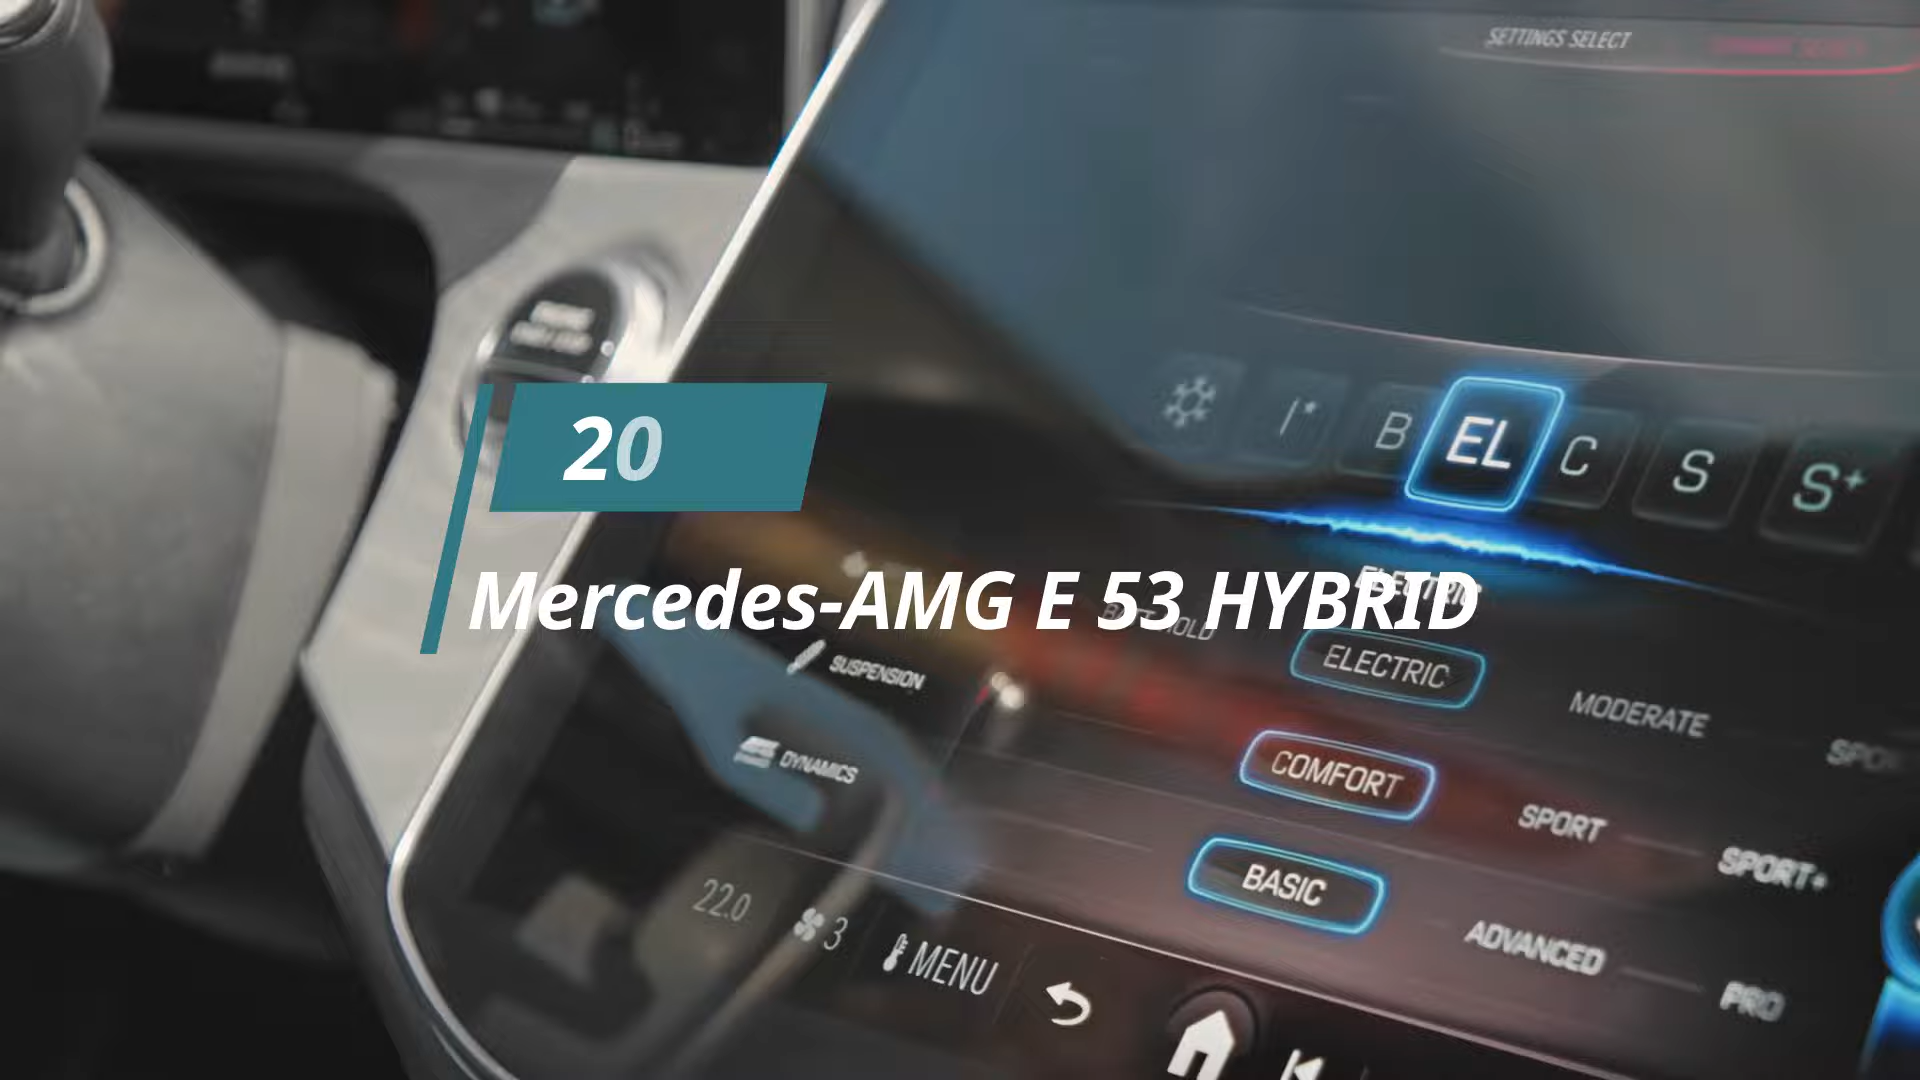 SETTINGS SELECT
I*
B
EL
C
S
S+
20
ELECTRIC
Mercedes-AMG E 53 HYBRID
SUSPENSION
ELECTRIC
MODERATE
DYNAMICS
COMFORT
SPORT
SPORT+
BASIC
ADVANCED
PRO
22.0
3
MENU